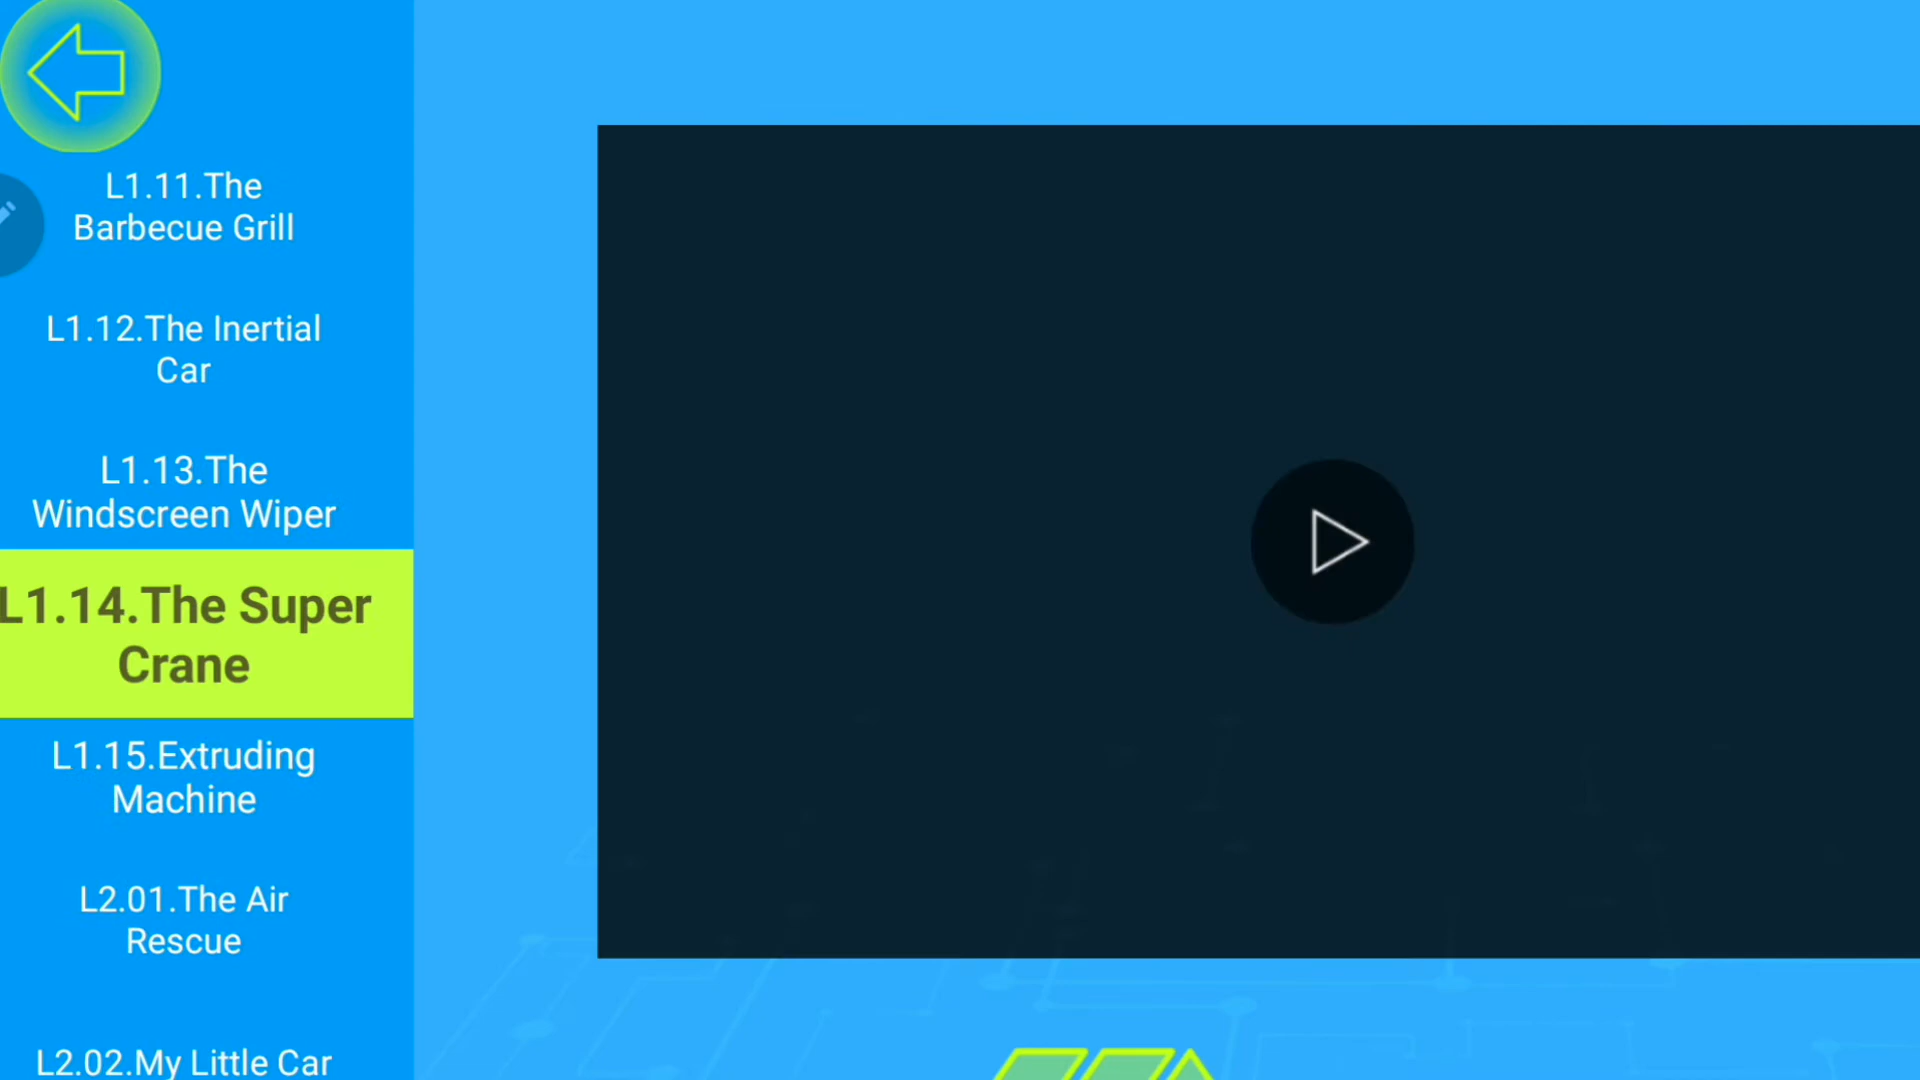 L1.11.The
Barbecue Grill
L1.12.The Inertial
Car
L1.13.The
Windscreen Wiper
L1.14.The Super
Crane
L1.15.Extruding
Machine
L2.01.The Air
Rescue
L2.02.My Little Car